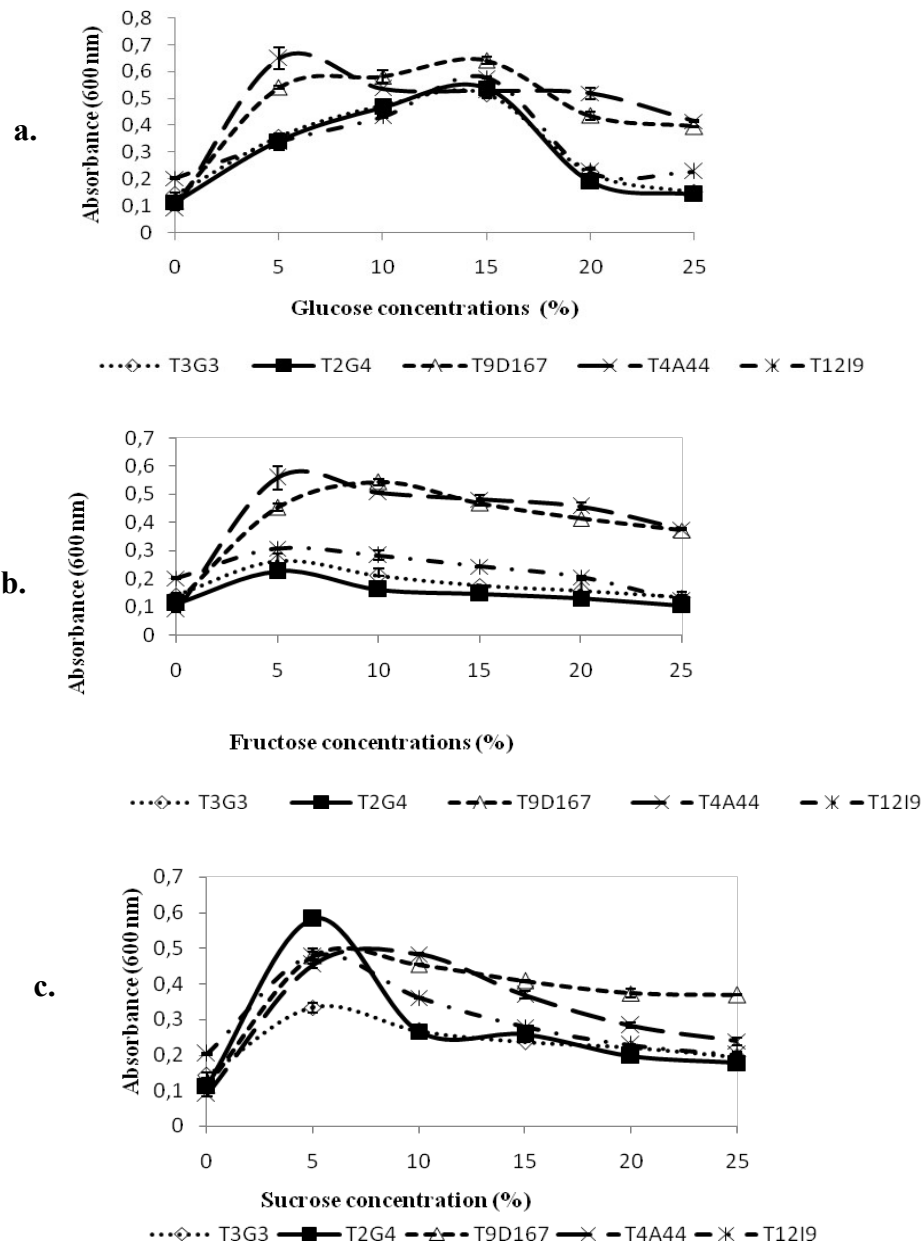 a.
Absorbance (600 nm)
0,8
0,7
0,6
0,5
0,4
0,3
0,2
0,1
0
0 5 10 15 20 25
Glucose concentrations (%)
T3G3 T2G4 T9D167 T4A44 T12I9
b.
Absorbance (600 nm)
0,7
0,6
0,5
0,4
0,3
0,2
0,1
0
0 5 10 15 20 25
Fructose concentrations (%)
T3G3 T2G4 T9D167 T4A44 T12I9
c.
Absorbance (600 nm)
0,7
0,6
0,5
0,4
0,3
0,2
0,1
0
0 5 10 15 20 25
Sucrose concentration (%)
T3G3 T2G4 T9D167 T4A44 T12I9